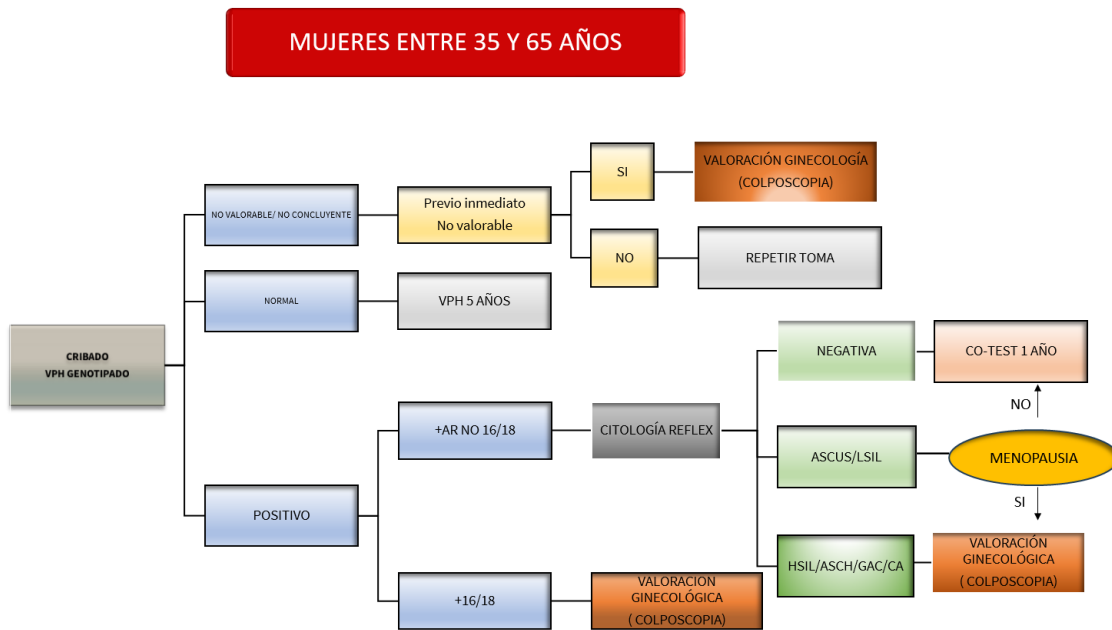 MUJERES ENTRE 35 Y 65 AÑOS
CRIBADO
VPH GENOTIPADO
NO VALORABLE/ NO CONCLUYENTE
Previo inmediato
No valorable
SI
VALORACIÓN GINECOLOGÍA
(COLPOSCOPIA)
NO
REPETIR TOMA
NORMAL
VPH 5 AÑOS
POSITIVO
+AR NO 16/18
CITOLOGÍA REFLEX
NEGATIVA
CO-TEST 1 AÑO
NO
ASCUS/LSIL
MENOPAUSIA
SI
HSIL/ASCH/GAC/CA
VALORACIÓN
GINECOLÓGICA
( COLPOSCOPIA)
+16/18
VALORACION
GINECOLÓGICA
( COLPOSCOPIA)